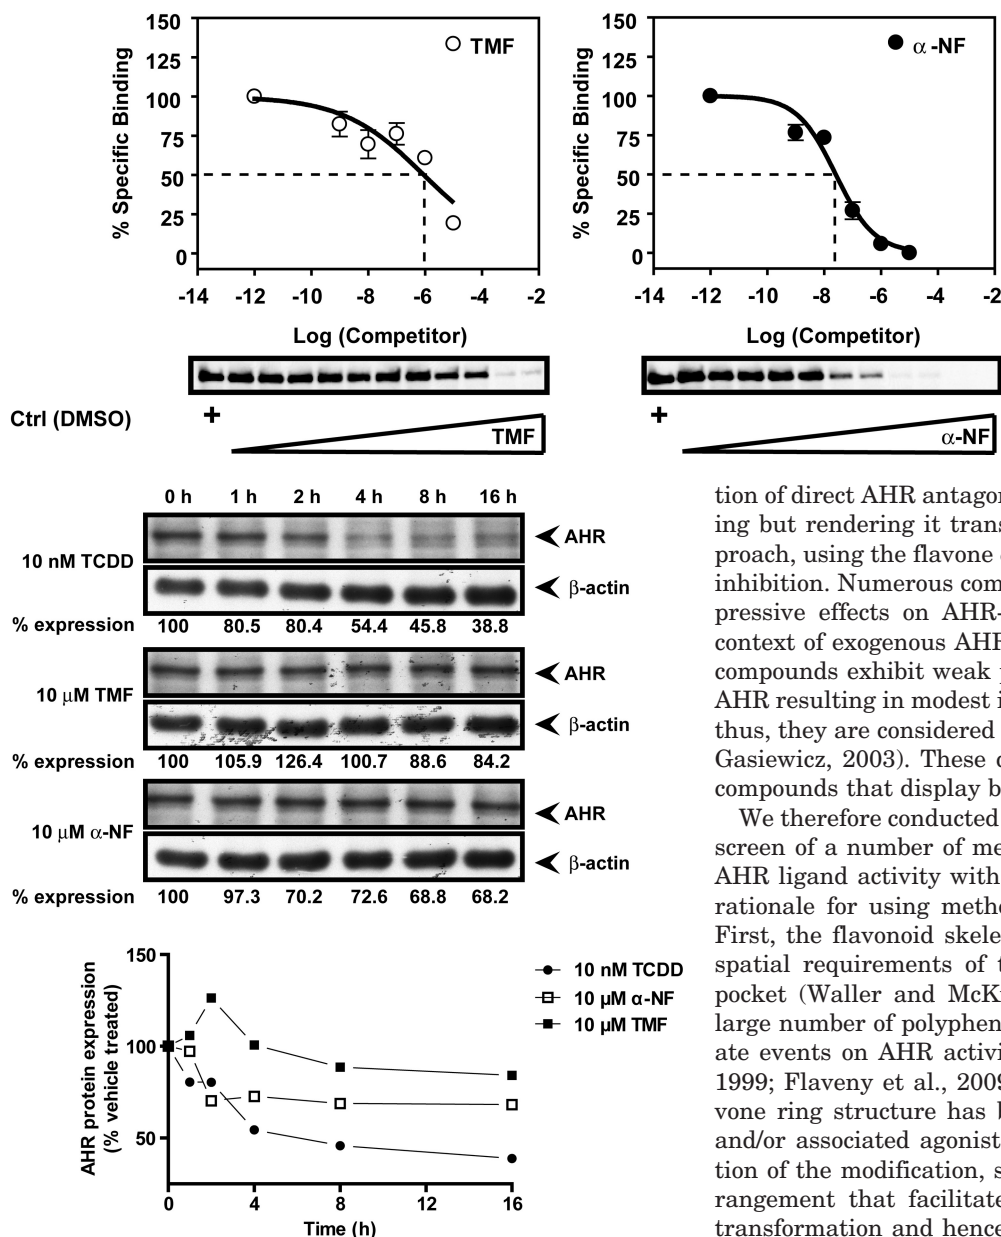 150
125
100
75
50
25
0
% Specific Binding
TMF
-14 -12 -10 -8 -6 -4 -2
Log (Competitor)
150
125
100
75
50
25
0
% Specific Binding
α -NF
-14 -12 -10 -8 -6 -4 -2
Log (Competitor)
Ctrl (DMSO)
+
TMF
+
α-NF
0 h 1 h 2 h 4 h 8 h 16 h
10 nM TCDD
AHR
β-actin
% expression 100 80.5 80.4 54.4 45.8 38.8
10 μM TMF
AHR
β-actin
% expression 100 105.9 126.4 100.7 88.6 84.2
10 μM α-NF
AHR
β-actin
% expression 100 97.3 70.2 72.6 68.8 68.2
AHR protein expression
(% vehicle treated)
150
100
50
0 4 8 12 16
Time (h)
10 nM TCDD
10 μM α-NF
10 μM TMF
tion of direct AHR antagon
ing but rendering it trans
proach, using the flavone
inhibition. Numerous com
pressive effects on AHR-
context of exogenous AHR
compounds exhibit weak
AHR resulting in modest i
thus, they are considered
Gasiewicz, 2003). These
compounds that display b
We therefore conducted
screen of a number of me
AHR ligand activity with
rationale for using metho
First, the flavonoid skele
spatial requirements of t
pocket (Waller and McK
large number of polyphen
ate events on AHR activi
1999; Flaveny et al., 2009
vone ring structure has b
and/or associated agonist
tion of the modification, s
rangement that facilitate
transformation and hence